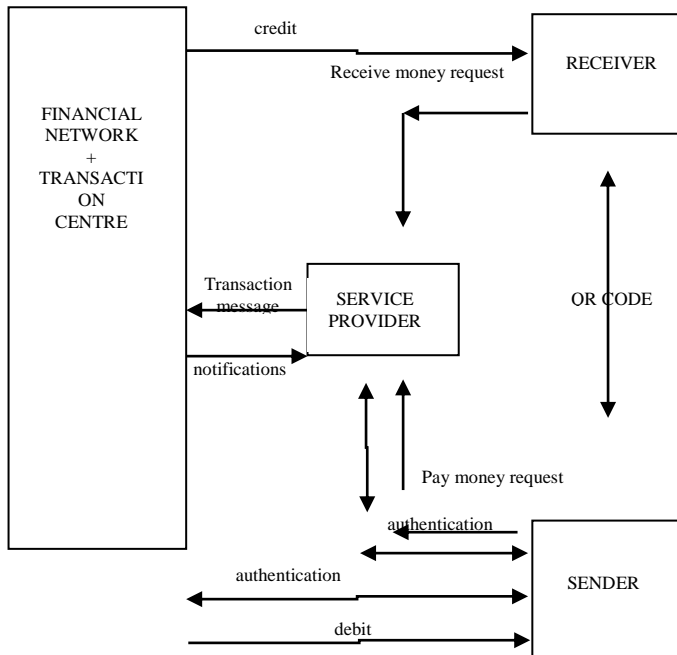 credit
Receive money request
RECEIVER
FINANCIAL
NETWORK
+
TRANSACTI
ON
CENTRE
Transaction
message
SERVICE
PROVIDER
QR CODE
notifications
Pay money request
authentication
authentication
SENDER
debit